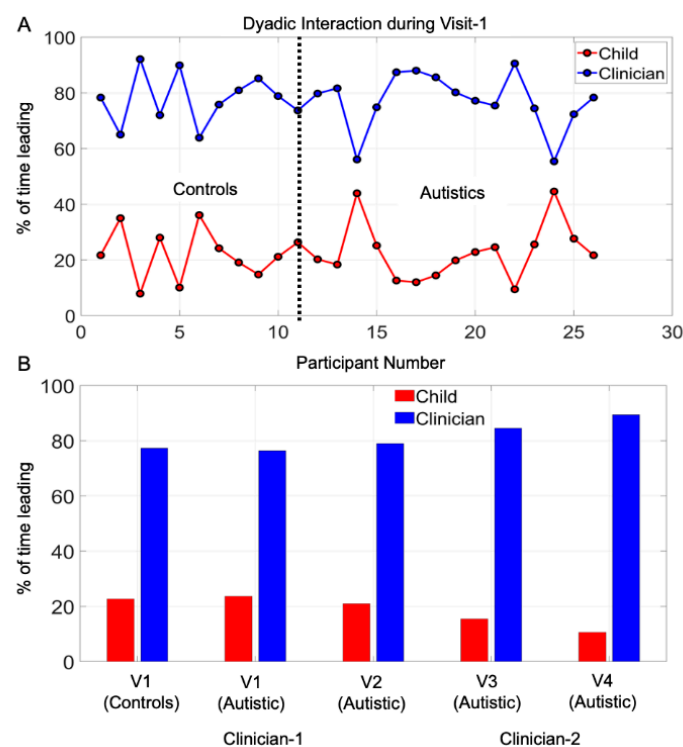 A
Dyadic Interaction during Visit-1
100
80
60
40
20
0
% of time leading
Child
Clinician
Controls
Autistics
0 5 10 15 20 25 30
Participant Number
B
100
80
60
40
20
0
% of time leading
Child
Clinician
V1 V1 V2 V3 V4
(Controls) (Autistic) (Autistic) (Autistic) (Autistic)
Clinician-1 Clinician-2